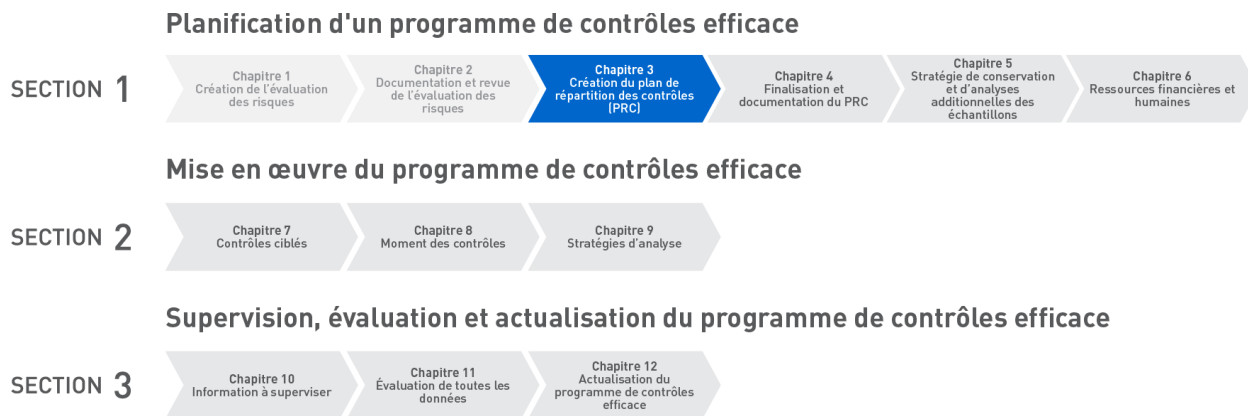 Planification d'un programme de contrôles efficace
SECTION 1
Chapitre 1
Création de l'évaluation
des risques
Chapitre 2
Documentation et revue
de l'évaluation des
risques
Chapitre 3
Création du plan de
répartition des contrôles
(PRC)
Chapitre 4
Finalisation et
documentation du PRC
Chapitre 5
Stratégie de conservation
et d'analyses
additionnelles des
échantillons
Chapitre 6
Ressources financières et
humaines
Mise en œuvre du programme de contrôles efficace
SECTION 2
Chapitre 7
Contrôles ciblés
Chapitre 8
Moment des contrôles
Chapitre 9
Stratégies d'analyse
Supervision, évaluation et actualisation du programme de contrôles efficace
SECTION 3
Chapitre 10
Information à superviser
Chapitre 11
Évaluation de toutes les
données
Chapitre 12
Actualisation du
programme de contrôles
efficace